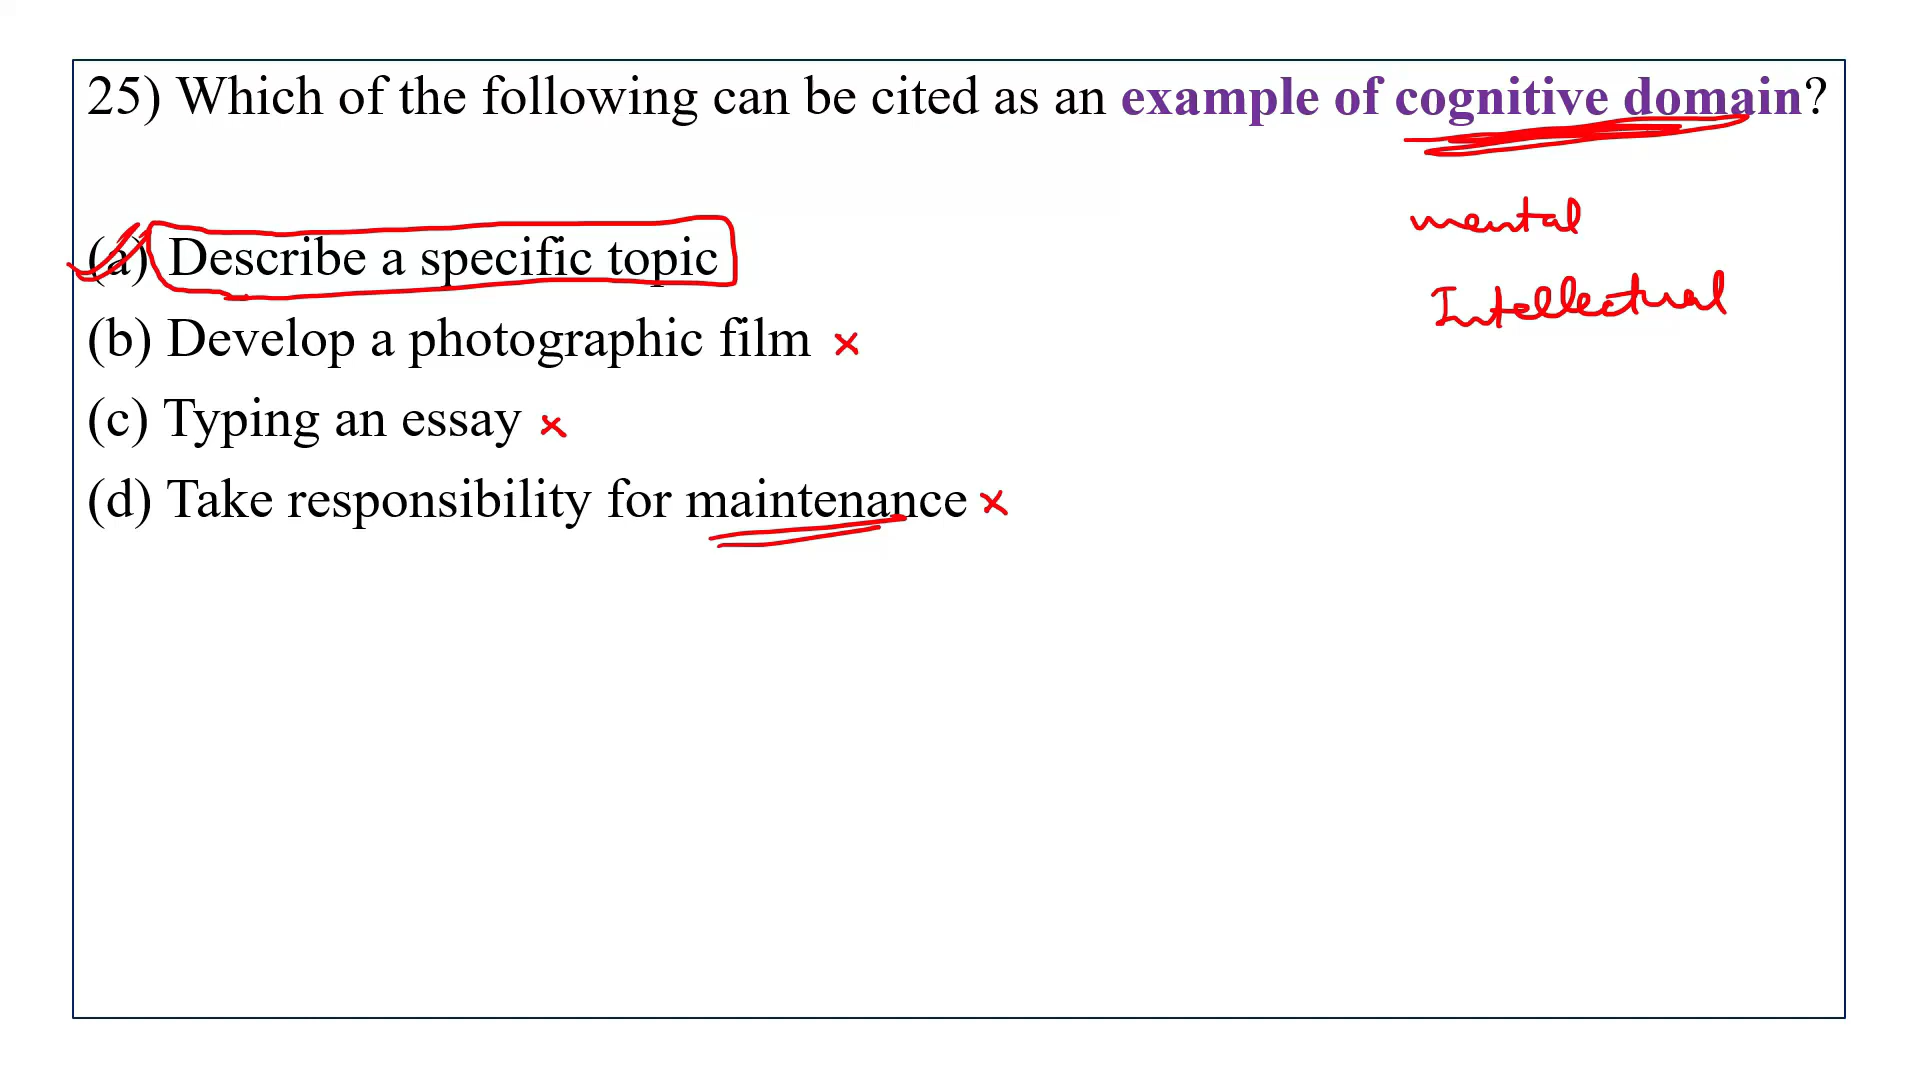 25) Which of the following can be cited as an example of cognitive domain?
mental
(a) Describe a specific topic
Intellectual
(b) Develop a photographic film ×
(c) Typing an essay ×
(d) Take responsibility for maintenance ×